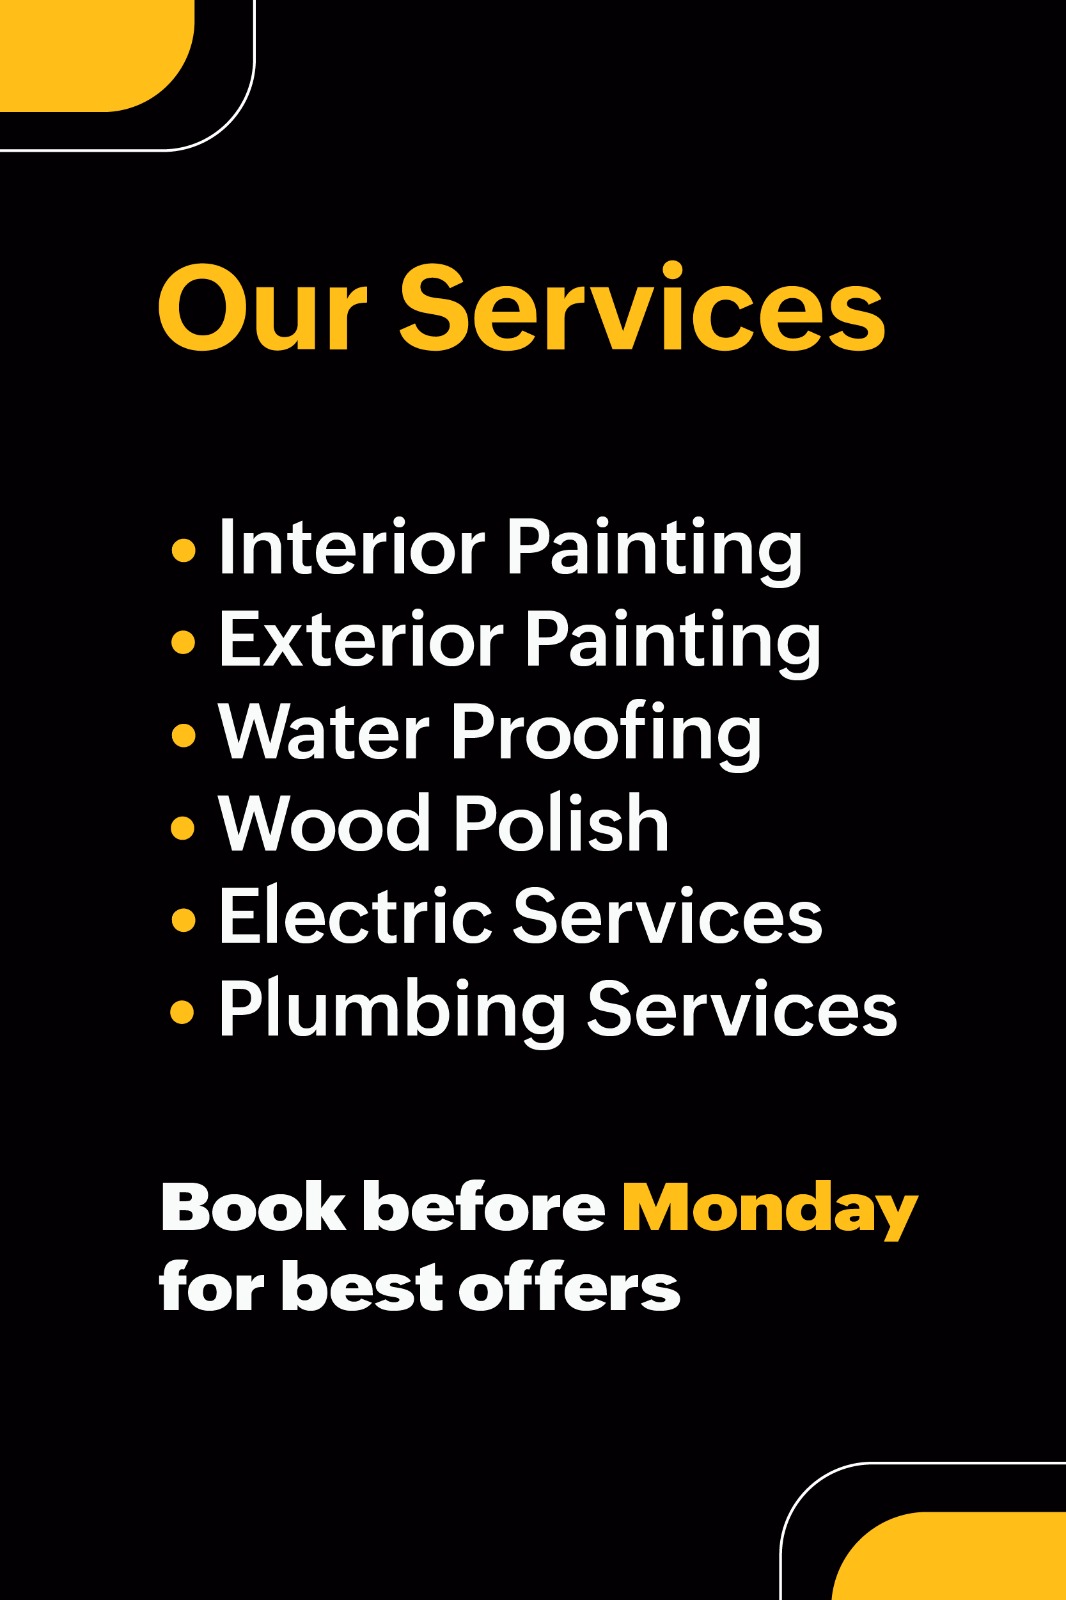 Our Services
• Interior Painting
• Exterior Painting
• Water Proofing
• Wood Polish
• Electric Services
• Plumbing Services
Book before Monday
for best offers